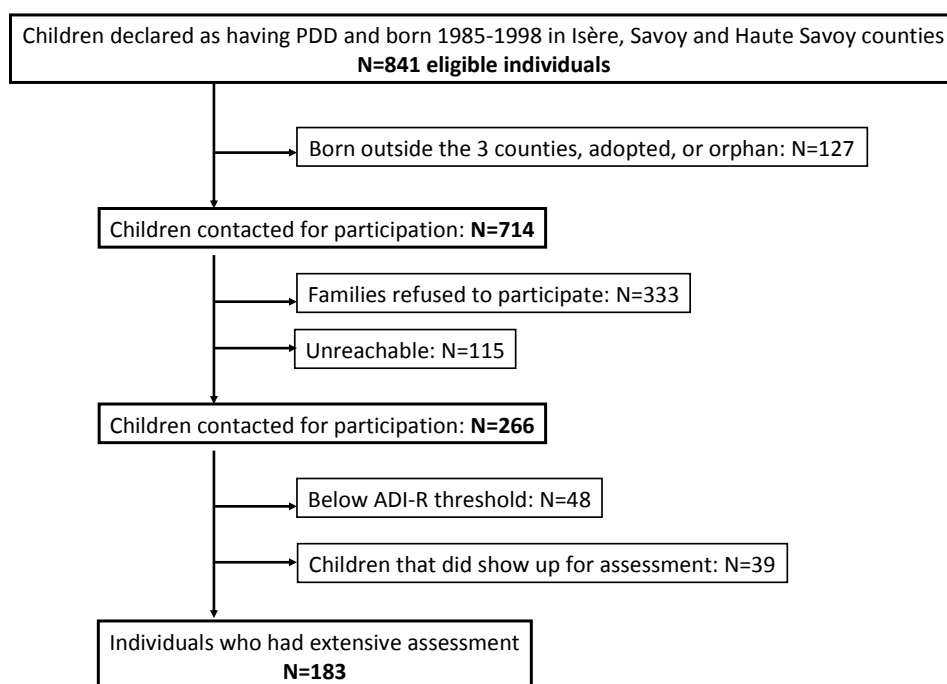 Children declared as having PDD and born 1985-1998 in Isère, Savoy and Haute Savoy counties
N=841 eligible individuals
Born outside the 3 counties, adopted, or orphan: N=127
Children contacted for participation: N=714
Families refused to participate: N=333
Unreachable: N=115
Children contacted for participation: N=266
Below ADI-R threshold: N=48
Children that did show up for assessment: N=39
Individuals who had extensive assessment
N=183